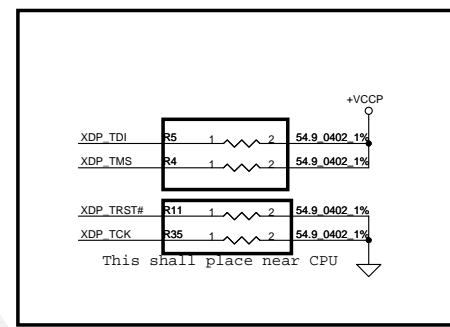 +VCCP
XDP_TDI R5 1 2 54.9_0402_1%
XDP_TMS R4 1 2 54.9_0402_1%
XDP_TRST# R11 1 2 54.9_0402_1%
XDP_TCK R35 1 2 54.9_0402_1%
This shall place near CPU